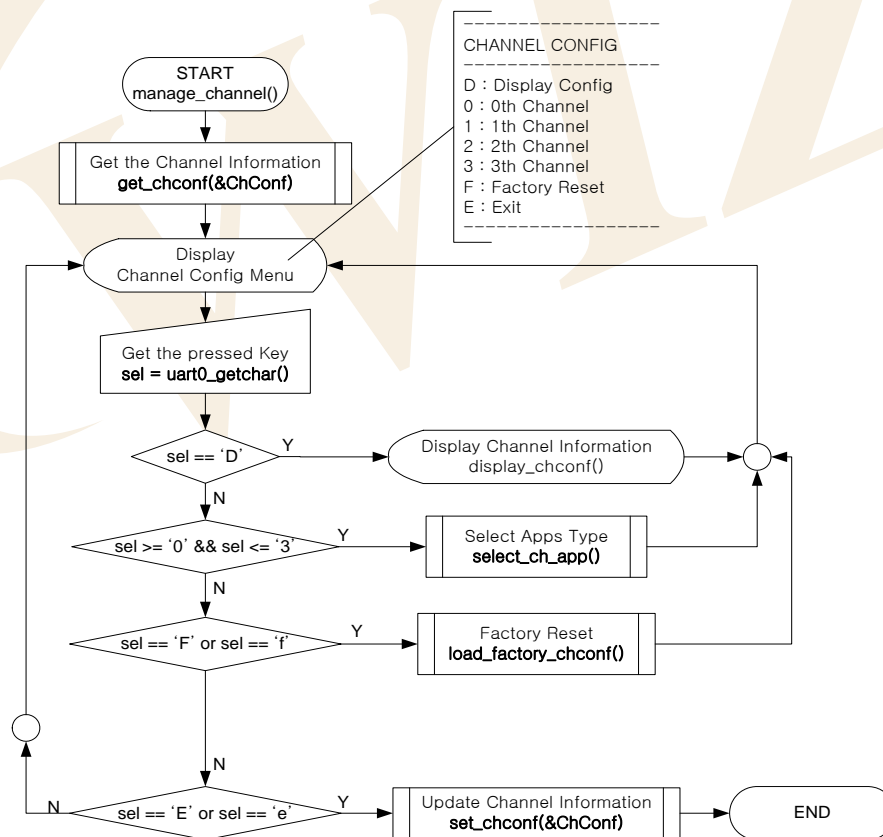 START
manage_channel()
Get the Channel Information
get_chconf(&ChConf)
Display
Channel Config Menu
Get the pressed Key
sel = uart0_getchar()
--------------------
CHANNEL CONFIG
--------------------
D : Display Config
0 : 0th Channel
1 : 1th Channel
2 : 2th Channel
3 : 3th Channel
F : Factory Reset
E : Exit
--------------------
sel == ‘D’
Y
Display Channel Information
display_chconf()
N
sel >= ‘0’ && sel <= ‘3’
Y
Select Apps Type
select_ch_app()
N
sel == ‘F’ or sel == ‘f’
Y
Factory Reset
load_factory_chconf()
N
N
sel == ‘E’ or sel == ‘e’
Y
Update Channel Information
set_chconf(&ChConf)
END